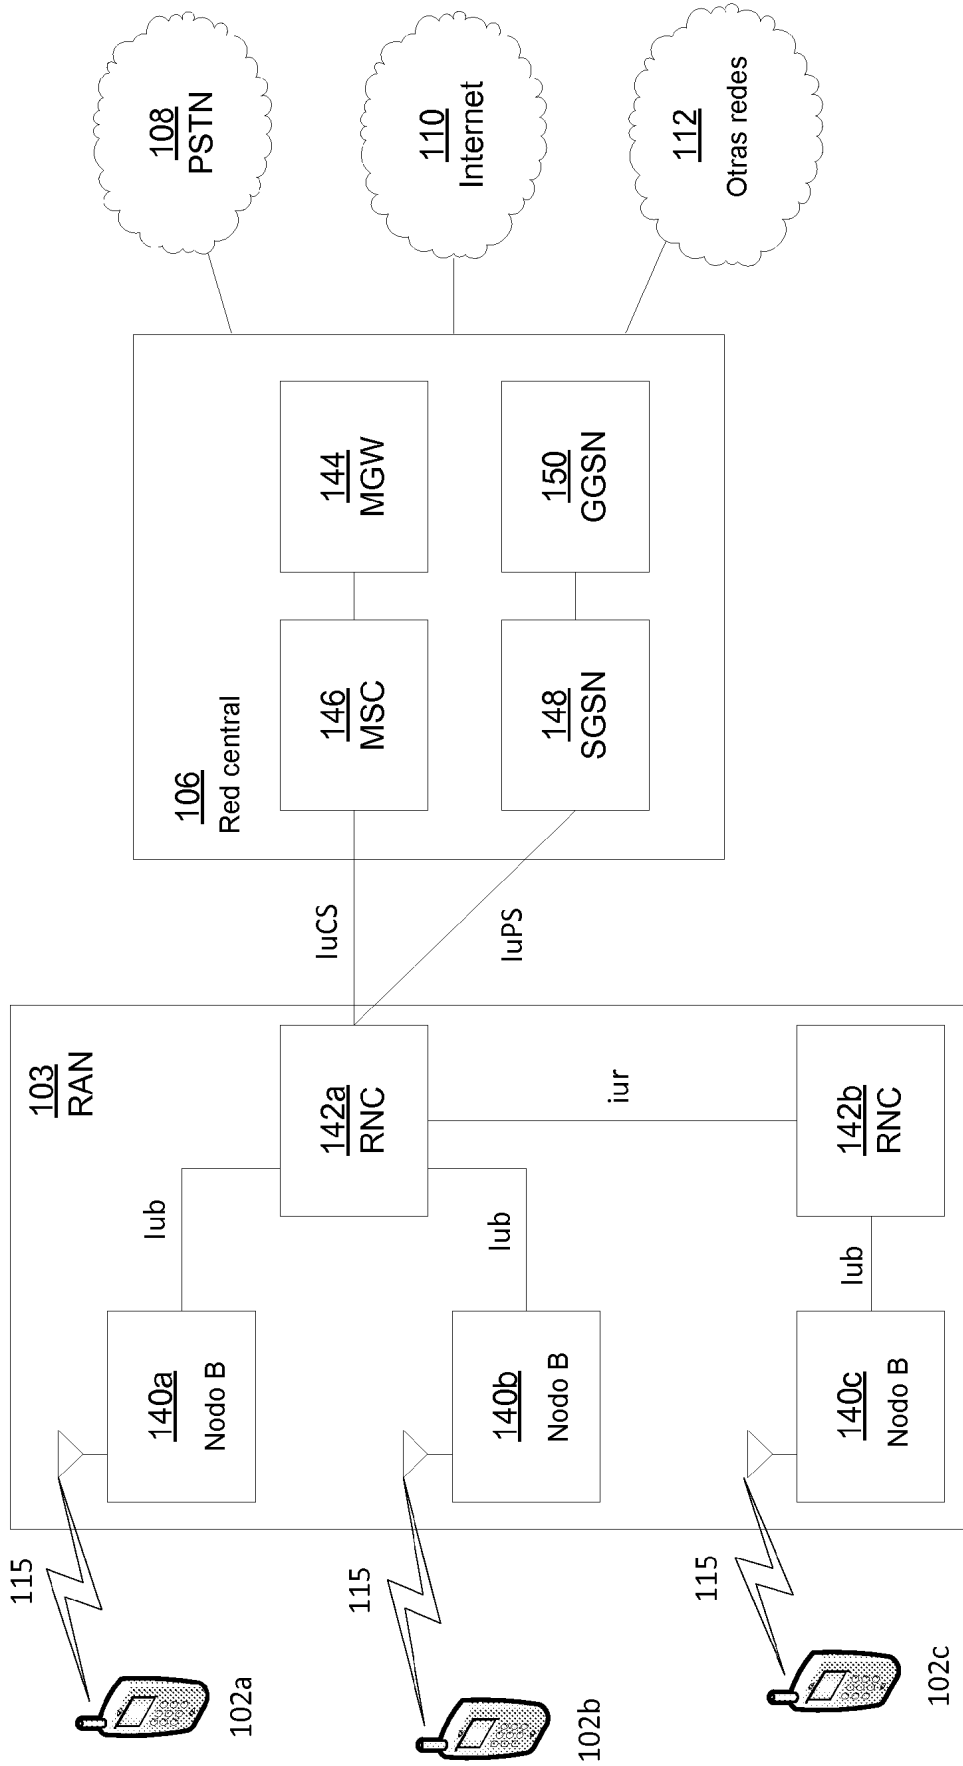 103
RAN
106
Red central
108
PSTN
110
Internet
112
Otras redes
144
MGW
146
MSC
148
SGSN
150
GGSN
IuCS
IuPS
142a
RNC
142b
RNC
iur
Iub
Iub
Iub
140a
Nodo B
140b
Nodo B
140c
Nodo B
115
115
115
102a
102b
102c